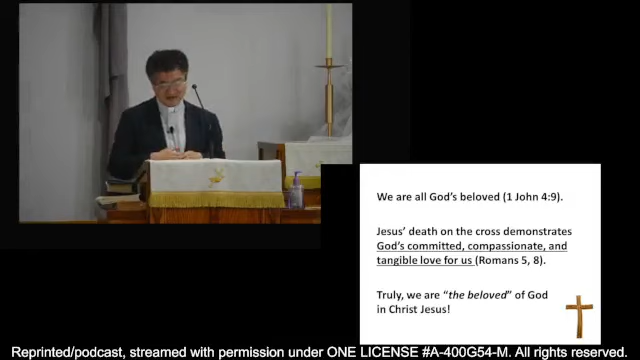 We are all God's beloved (1 John 4:9).
Jesus' death on the cross demonstrates
God's committed, compassionate, and
tangible love for us (Romans 5, 8).
Truly, we are "the beloved" of God
in Christ Jesus!
Reprinted/podcast, streamed with permission under ONE LICENSE #A-400G54-M. All rights reserved.